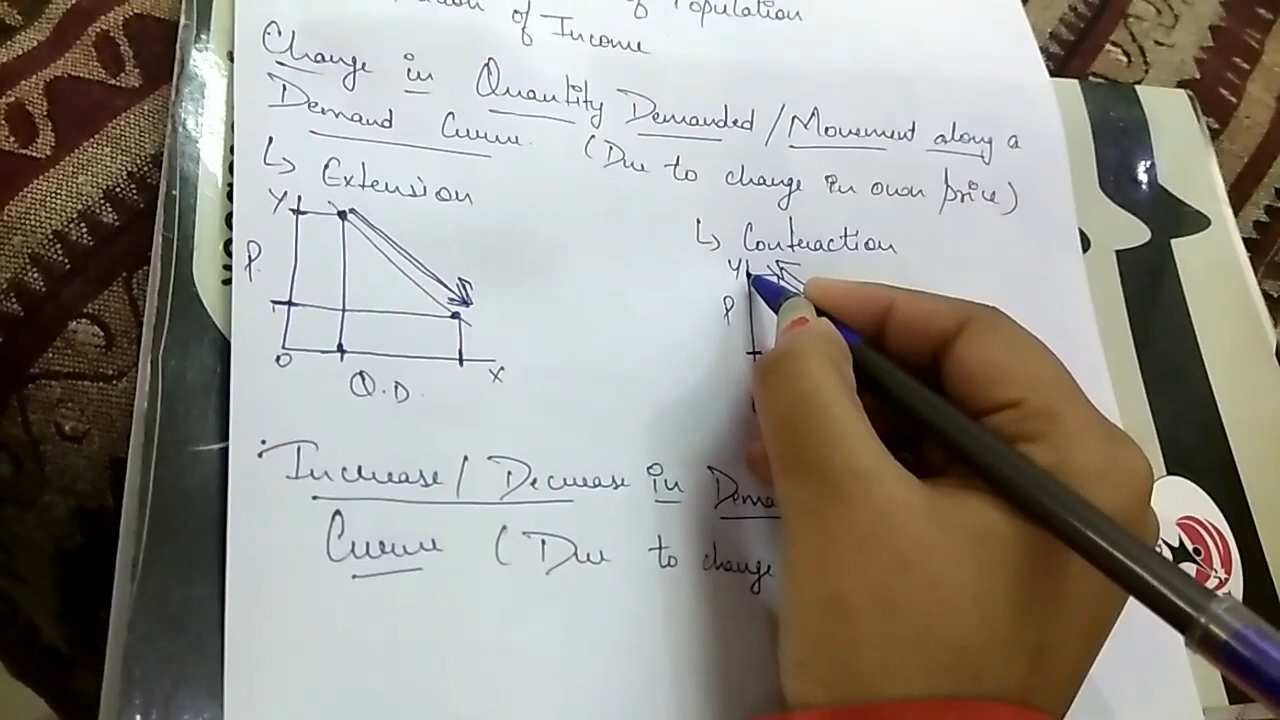 of Population
of Income
Change in Quantity Demanded / Movement along a
Demand Curve. (Due to change in own price)
↳ Extension
Y
P.
O
X
Q.D.
↳ Contraction
Y
P
Increase / Decrease in
Curve (Due to change